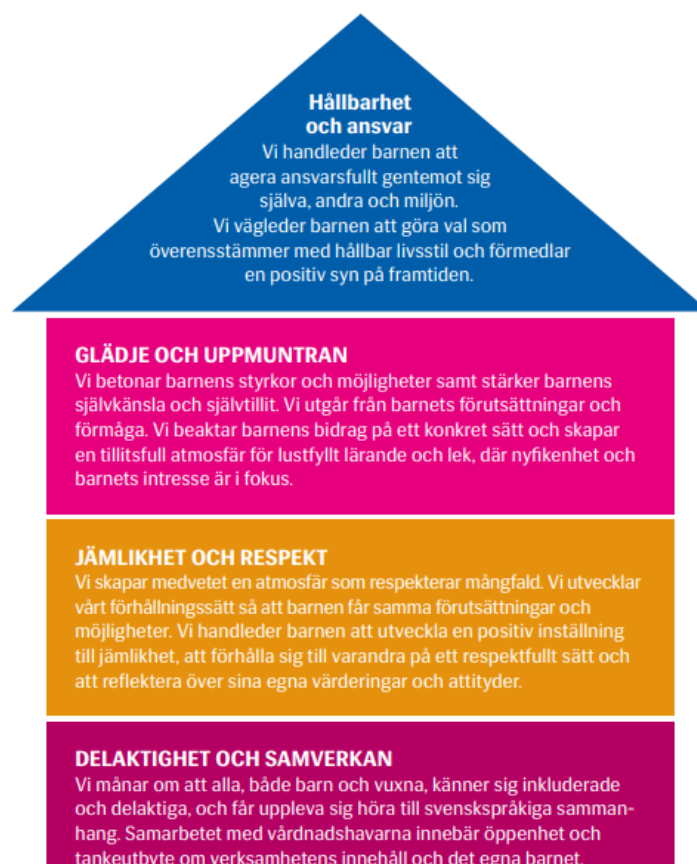 Hållbarhet
och ansvar
Vi handleder barnen att
agera ansvarsfullt gentemot sig
själva, andra och miljön.
Vi vägleder barnen att göra val som
överensstämmer med hållbar livsstil och förmedlar
en positiv syn på framtiden.
GLÄDJE OCH UPPMUNTRAN
Vi betonar barnens styrkor och möjligheter samt stärker barnens
självkänsla och självtillit. Vi utgår från barnets förutsättningar och
förmåga. Vi beaktar barnens bidrag på ett konkret sätt och skapar
en tillitsfull atmosfär för lustfyllt lärande och lek, där nyfikenhet och
barnets intresse är i fokus.
JÄMLIKHET OCH RESPEKT
Vi skapar medvetet en atmosfär som respekterar mångfald. Vi utvecklar
vårt förhållningssätt så att barnen får samma förutsättningar och
möjligheter. Vi handleder barnen att utveckla en positiv inställning
till jämlikhet, att förhålla sig till varandra på ett respektfullt sätt och
att reflektera över sina egna värderingar och attityder.
DELAKTIGHET OCH SAMVERKAN
Vi månar om att alla, både barn och vuxna, känner sig inkluderade
och delaktiga, och får uppleva sig höra till svenskspråkiga samman-
hang. Samarbetet med vårdnadshavarna innebär öppenhet och
tankeutbyte om verksamhetens innehåll och det egna barnet.